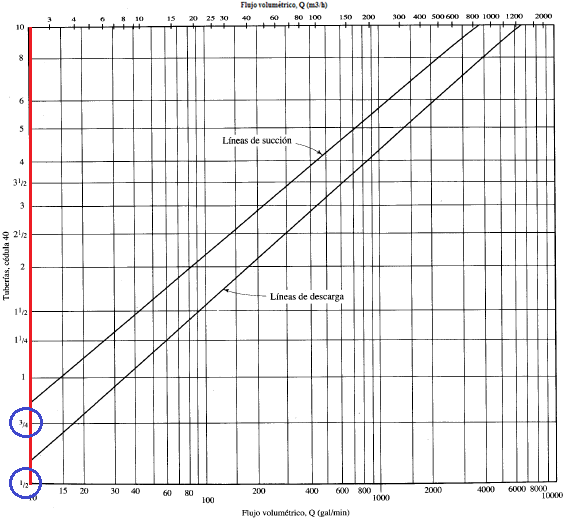 Flujo volumétrico, Q (m3/h)
3 4 6 8 10 15 20 25 30 40 60 80 100 150 200 300 400 500 600 800 1200 2000
10
8
6
5
4
3 1/2
3
2 1/2
2
1 1/2
1 1/4
1
3/4
1/2
Tuberías, cédula 40
Líneas de succión
Líneas de descarga
10 15 20 30 40 60 80 100 200 400 600 800 1000 2000 4000 6000 8000 10000
Flujo volumétrico, Q (gal/min)